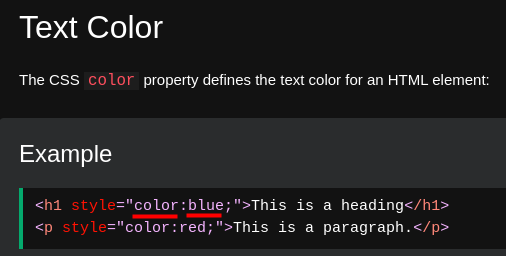 Text Color
The CSS color property defines the text color for an HTML element:
Example
<h1 style="color:blue;">This is a heading</h1>
<p style="color:red;">This is a paragraph.</p>